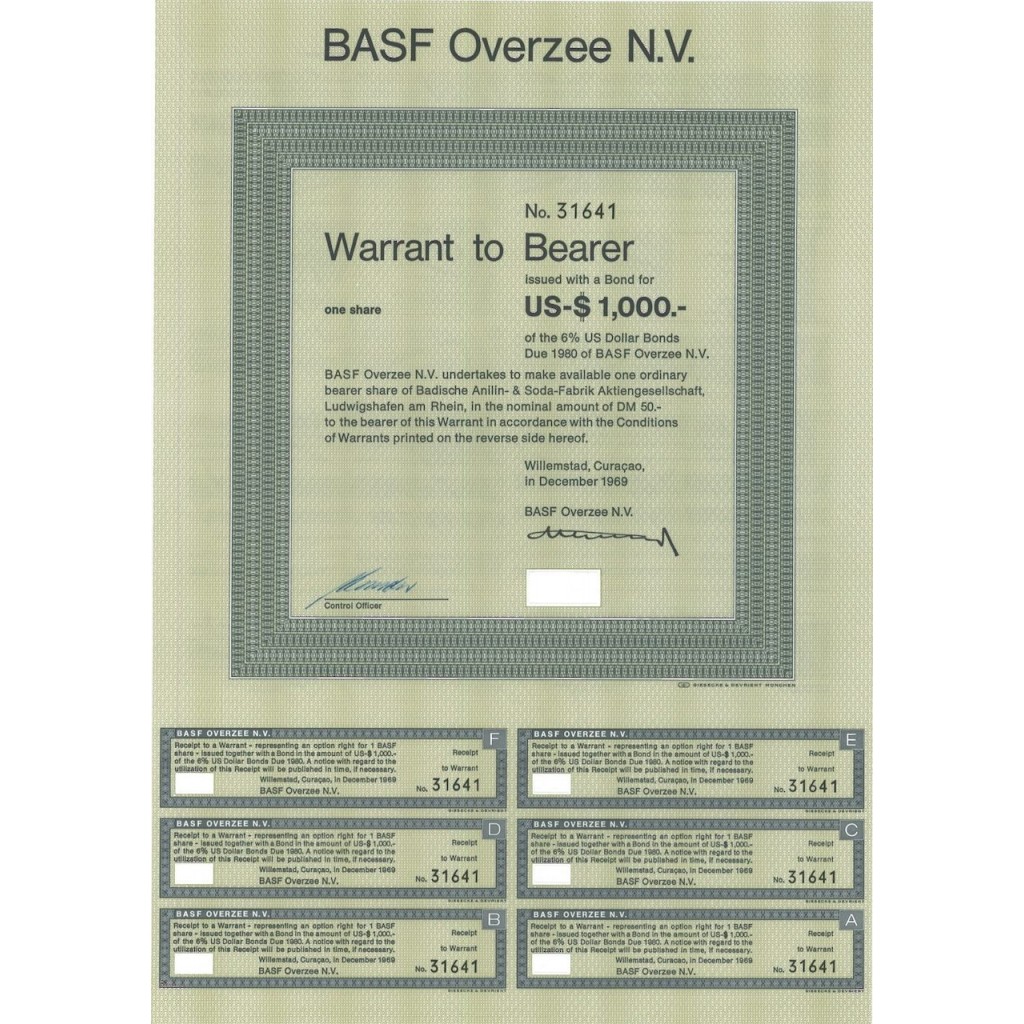 BASF Overzee N.V.
No. 31641
Warrant to Bearer
issued with a Bond for
one share US-$ 1,000.-
of the 6% US Dollar Bonds
Due 1980 of BASF Overzee N.V.
BASF Overzee N.V. undertakes to make available one ordinary
bearer share of Badische Anilin- & Soda-Fabrik Aktiengesellschaft,
Ludwigshafen am Rhein, in the nominal amount of DM 50.-
to the bearer of this Warrant in accordance with the Conditions
of Warrants printed on the reverse side hereof.
Willemstad, Curaçao,
in December 1969
BASF Overzee N.V.
Control Officer
GIESECKE & DEVRIENT MÜNCHEN
BASF OVERZEE N.V. F
Receipt to a Warrant - representing an option right for 1 BASF
share - issued together with a Bond in the amount of US-$ 1,000.-
of the 6% US Dollar Bonds Due 1980. A notice with regard to the
utilization of this Receipt will be published in time, if necessary.
Willemstad, Curaçao, in December 1969
BASF Overzee N.V.
Receipt
to Warrant
No. 31641
GIESECKE & DEVRIENT
BASF OVERZEE N.V. E
Receipt to a Warrant - representing an option right for 1 BASF
share - issued together with a Bond in the amount of US-$ 1,000.-
of the 6% US Dollar Bonds Due 1980. A notice with regard to the
utilization of this Receipt will be published in time, if necessary.
Willemstad, Curaçao, in December 1969
BASF Overzee N.V.
Receipt
to Warrant
No. 31641
GIESECKE & DEVRIENT
BASF OVERZEE N.V. D
Receipt to a Warrant - representing an option right for 1 BASF
share - issued together with a Bond in the amount of US-$ 1,000.-
of the 6% US Dollar Bonds Due 1980. A notice with regard to the
utilization of this Receipt will be published in time, if necessary.
Willemstad, Curaçao, in December 1969
BASF Overzee N.V.
Receipt
to Warrant
No. 31641
GIESECKE & DEVRIENT
BASF OVERZEE N.V. C
Receipt to a Warrant - representing an option right for 1 BASF
share - issued together with a Bond in the amount of US-$ 1,000.-
of the 6% US Dollar Bonds Due 1980. A notice with regard to the
utilization of this Receipt will be published in time, if necessary.
Willemstad, Curaçao, in December 1969
BASF Overzee N.V.
Receipt
to Warrant
No. 31641
GIESECKE & DEVRIENT
BASF OVERZEE N.V. B
Receipt to a Warrant - representing an option right for 1 BASF
share - issued together with a Bond in the amount of US-$ 1,000.-
of the 6% US Dollar Bonds Due 1980. A notice with regard to the
utilization of this Receipt will be published in time, if necessary.
Willemstad, Curaçao, in December 1969
BASF Overzee N.V.
Receipt
to Warrant
No. 31641
GIESECKE & DEVRIENT
BASF OVERZEE N.V. A
Receipt to a Warrant - representing an option right for 1 BASF
share - issued together with a Bond in the amount of US-$ 1,000.-
of the 6% US Dollar Bonds Due 1980. A notice with regard to the
utilization of this Receipt will be published in time, if necessary.
Willemstad, Curaçao, in December 1969
BASF Overzee N.V.
Receipt
to Warrant
No. 31641
GIESECKE & DEVRIENT